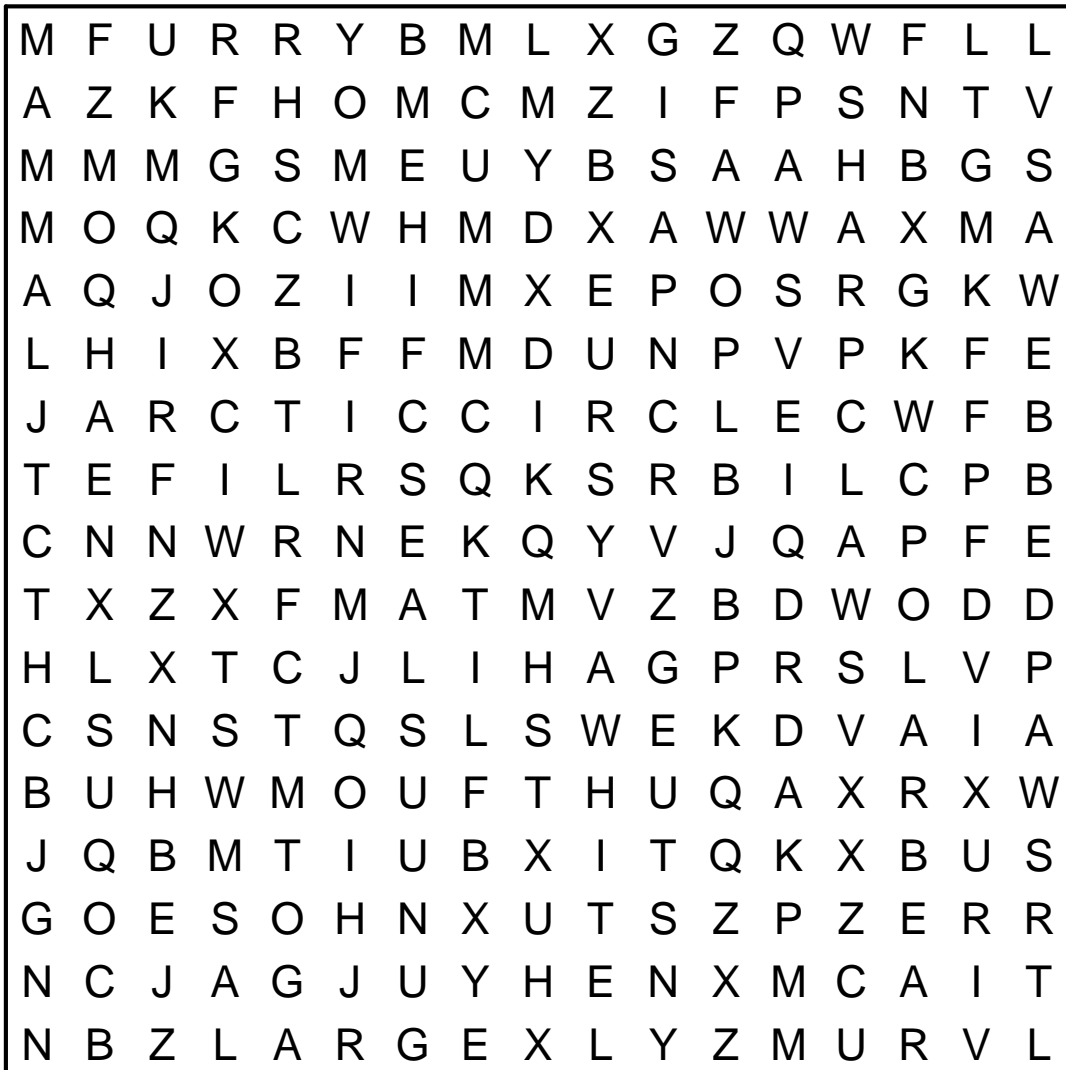 M F U R R Y B M L X G Z Q W F L L
A Z K F H O M C M Z I F P S N T V
M M M G S M E U Y B S A A H B G S
M O Q K C W H M D X A W W A X M A
A Q J O Z I I M X E P O S R G K W
L H I X B F F M D U N P V P K F E
J A R C T I C C I R C L E C W F B
T E F I L R S Q K S R B I L C P B
C N N W R N E K Q Y V J Q A P F E
T X Z X F M A T M V Z B D W O D D
H L X T C J L I H A G P R S L V P
C S N S T Q S L S W E K D V A I A
B U H W M O U F T H U Q A X R X W
J Q B M T I U B X I T Q K X B U S
G O E S O H N X U T S Z P Z E R R
N C J A G J U Y H E N X M C A I T
N B Z L A R G E X L Y Z M U R V L